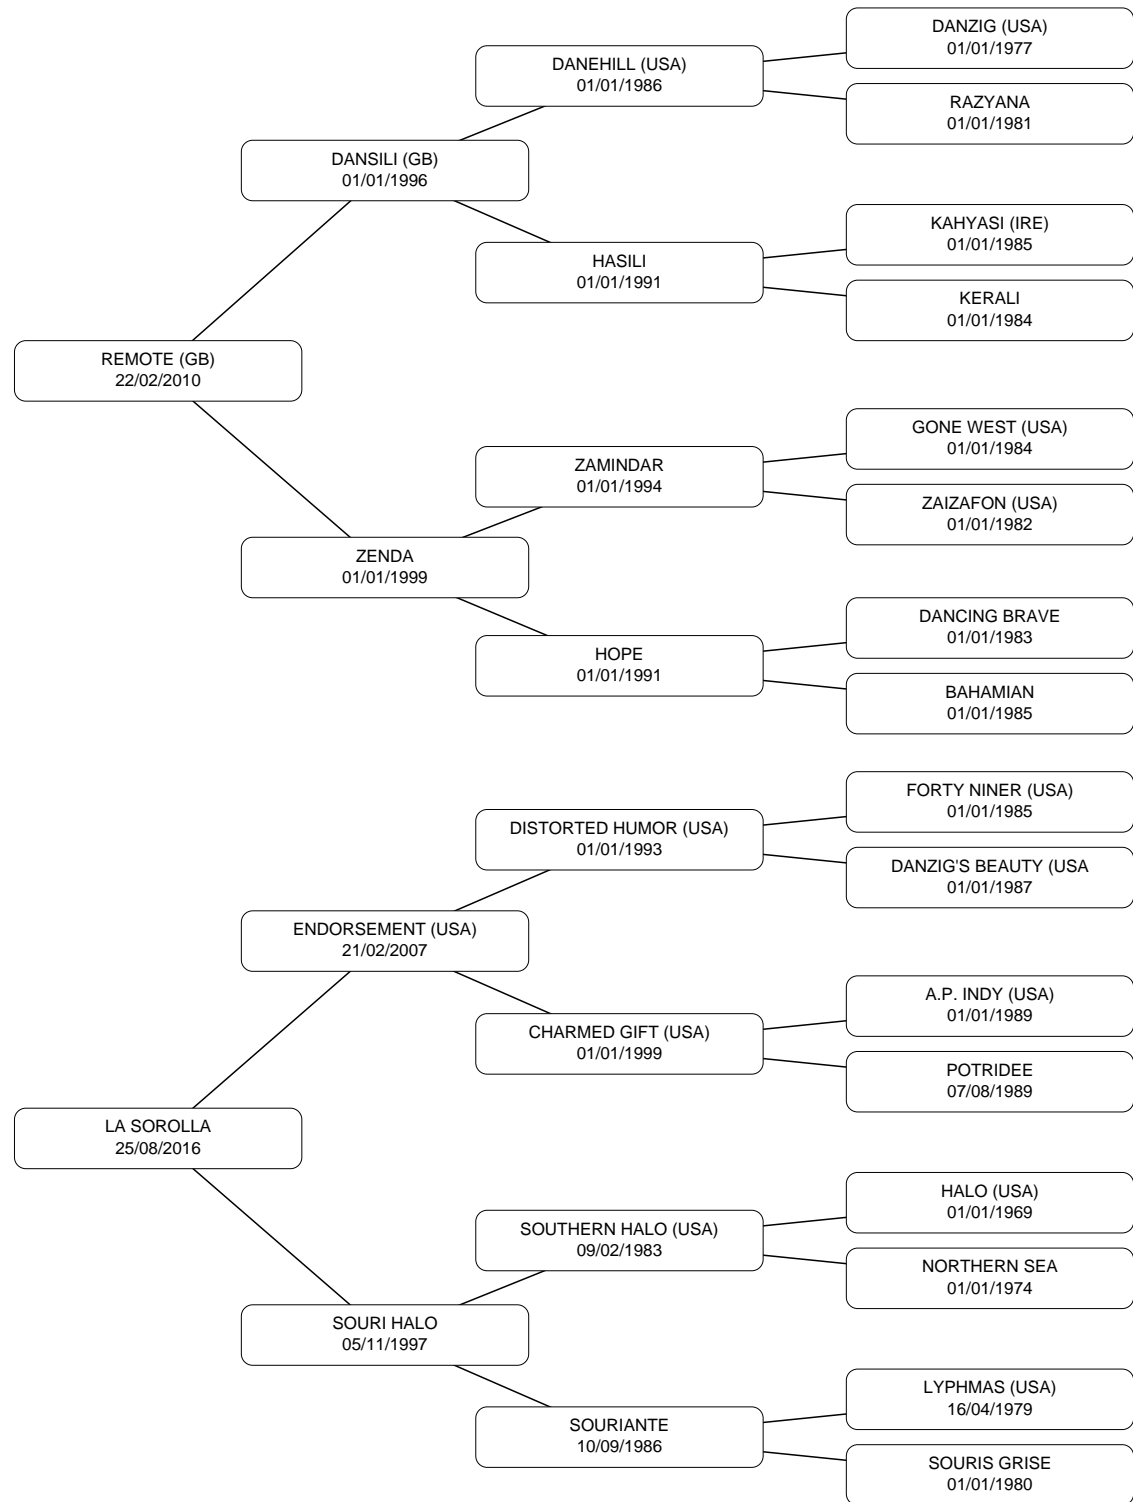 DANZIG (USA)
01/01/1977
DANEHILL (USA)
01/01/1986
RAZYANA
01/01/1981
DANSILI (GB)
01/01/1996
KAHYASI (IRE)
01/01/1985
HASILI
01/01/1991
KERALI
01/01/1984
REMOTE (GB)
22/02/2010
GONE WEST (USA)
01/01/1984
ZAMINDAR
01/01/1994
ZAIZAFON (USA)
01/01/1982
ZENDA
01/01/1999
DANCING BRAVE
01/01/1983
HOPE
01/01/1991
BAHAMIAN
01/01/1985
FORTY NINER (USA)
01/01/1985
DISTORTED HUMOR (USA)
01/01/1993
DANZIG'S BEAUTY (USA
01/01/1987
ENDORSEMENT (USA)
21/02/2007
A.P. INDY (USA)
01/01/1989
CHARMED GIFT (USA)
01/01/1999
POTRIDEE
07/08/1989
LA SOROLLA
25/08/2016
HALO (USA)
01/01/1969
SOUTHERN HALO (USA)
09/02/1983
NORTHERN SEA
01/01/1974
SOURI HALO
05/11/1997
LYPHMAS (USA)
16/04/1979
SOURIANTE
10/09/1986
SOURIS GRISE
01/01/1980